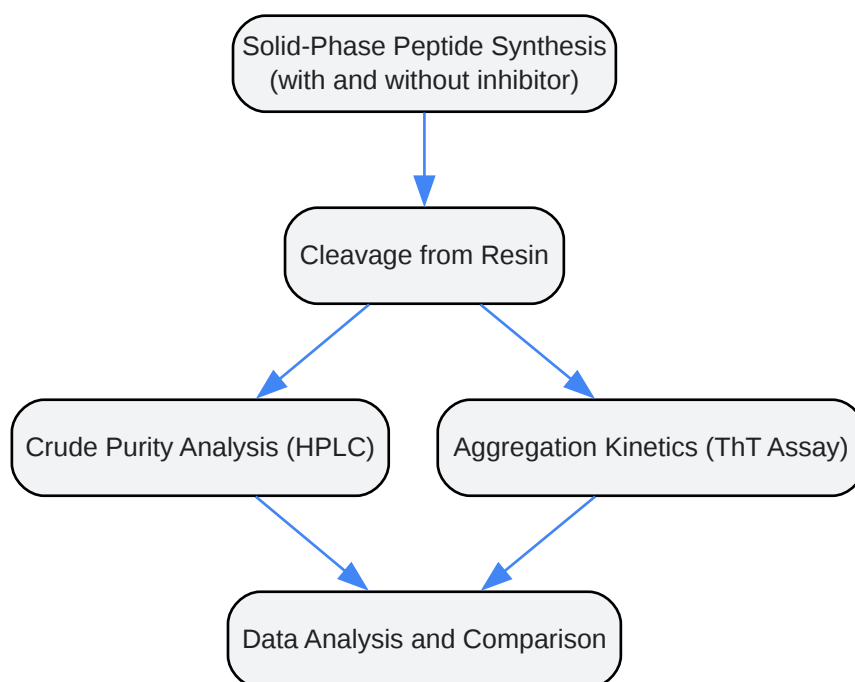 Solid-Phase Peptide Synthesis
(with and without inhibitor)
Cleavage from Resin
Crude Purity Analysis (HPLC)
Aggregation Kinetics (ThT Assay)
Data Analysis and Comparison